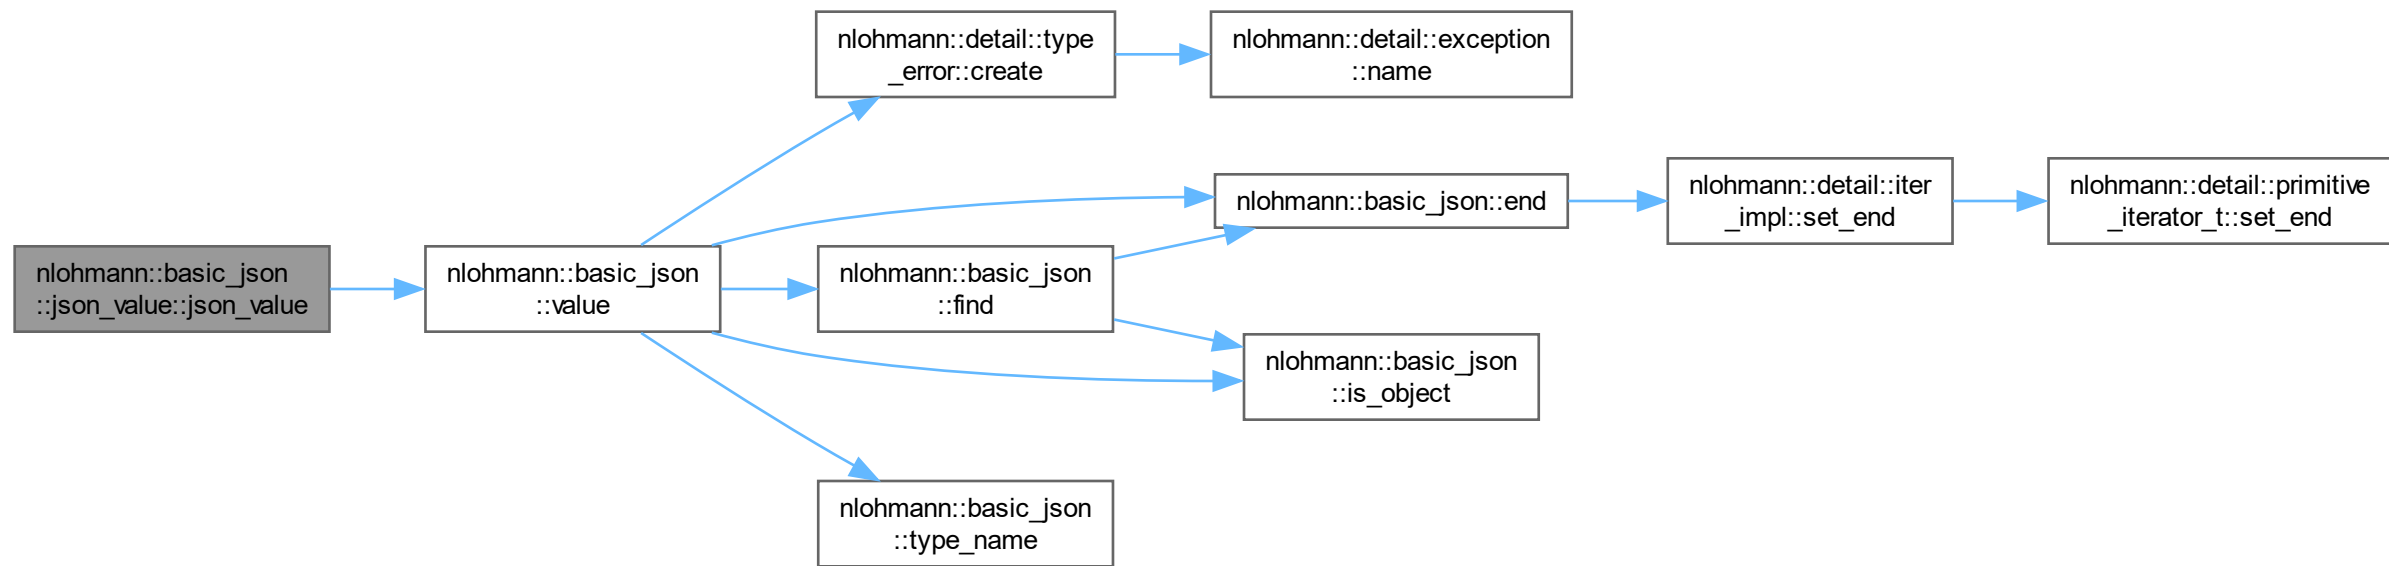 nlohmann::basic_json
::json_value::json_value
nlohmann::basic_json
::value
nlohmann::detail::type
_error::create
nlohmann::detail::exception
::name
nlohmann::basic_json::end
nlohmann::detail::iter
_impl::set_end
nlohmann::detail::primitive
_iterator_t::set_end
nlohmann::basic_json
::find
nlohmann::basic_json
::is_object
nlohmann::basic_json
::type_name